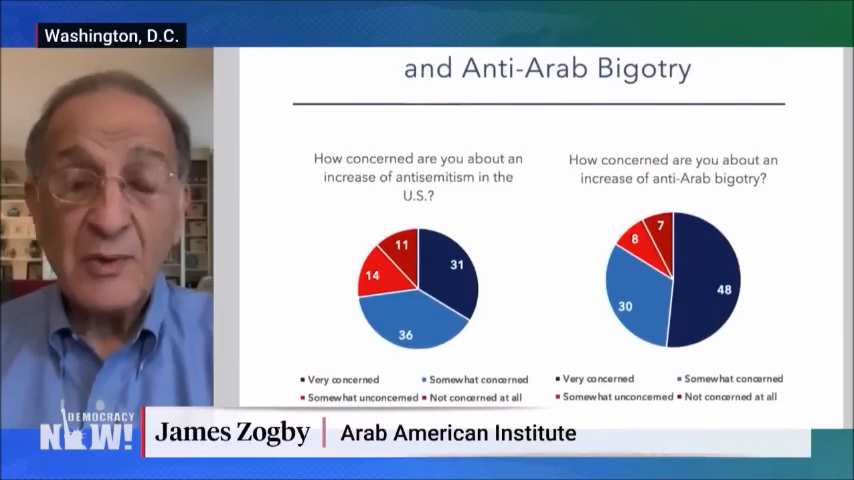 Washington, D.C.
and Anti-Arab Bigotry
How concerned are you about an
increase of antisemitism in the
U.S.?
11
31
14
36
Very concerned
Somewhat concerned
Somewhat unconcerned
Not concerned at all
How concerned are you about an
increase of anti-Arab bigotry?
7
8
48
30
Very concerned
Somewhat concerned
Somewhat unconcerned
Not concerned at all
DEMOCRACY
NOW!
James Zogby
Arab American Institute